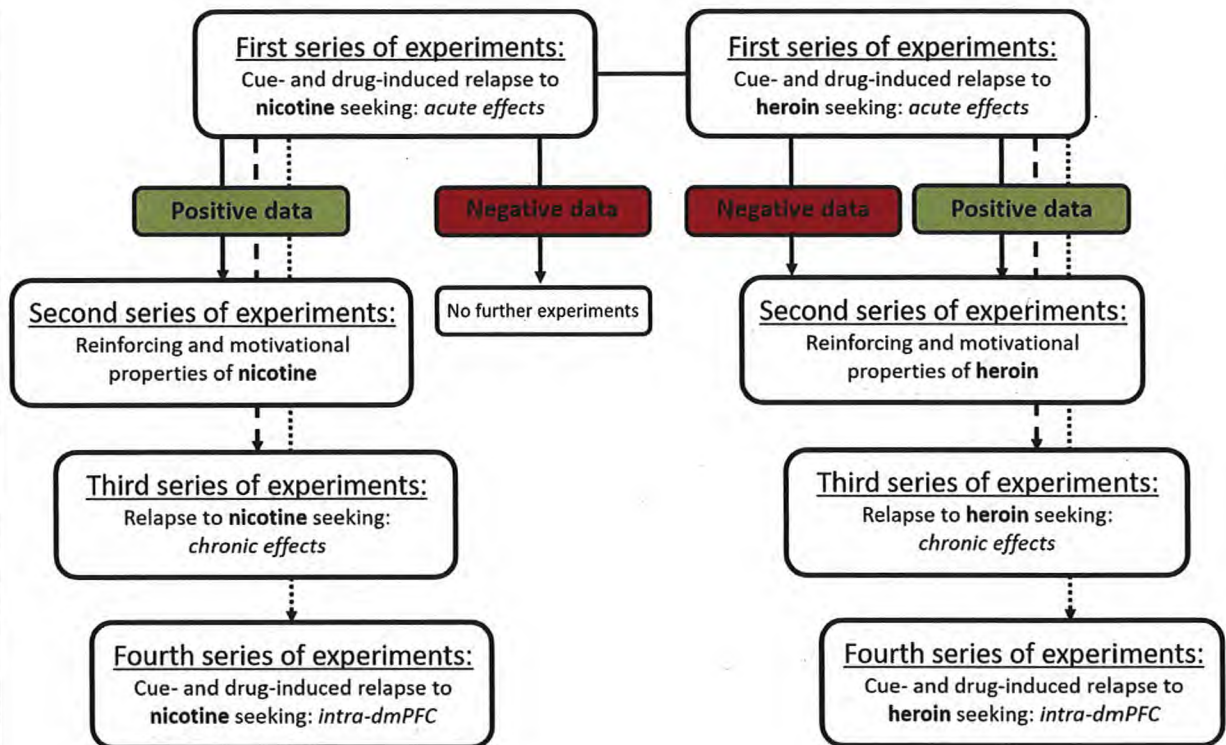 First series of experiments:
Cue- and drug-induced relapse to
nicotine seeking: acute effects
First series of experiments:
Cue- and drug-induced relapse to
heroin seeking: acute effects
Positive data
Negative data
Negative data
Positive data
Second series of experiments:
Reinforcing and motivational
properties of nicotine
No further experiments
Second series of experiments:
Reinforcing and motivational
properties of heroin
Third series of experiments:
Relapse to nicotine seeking:
chronic effects
Third series of experiments:
Relapse to heroin seeking:
chronic effects
Fourth series of experiments:
Cue- and drug-induced relapse to
nicotine seeking: intra-dmPFC
Fourth series of experiments:
Cue- and drug-induced relapse to
heroin seeking: intra-dmPFC